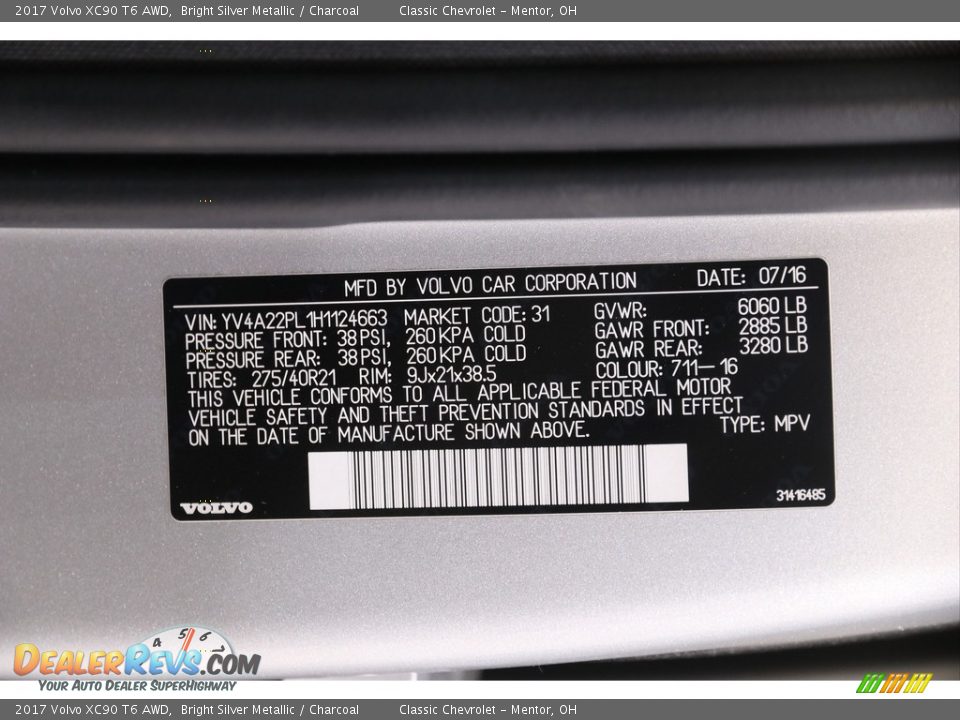 2017 Volvo XC90 T6 AWD, Bright Silver Metallic / Charcoal Classic Chevrolet - Mentor, OH
MFD BY VOLVO CAR CORPORATION DATE: 07/16
VIN: YV4A22PL1H1124663 MARKET CODE: 31 GVWR: 6060 LB
PRESSURE FRONT: 38 PSI, 260 KPA COLD GAWR FRONT: 2885 LB
PRESSURE REAR: 38 PSI, 260 KPA COLD GAWR REAR: 3280 LB
TIRES: 275/40R21 RIM: 9Jx21x38.5 COLOUR: 711-16
THIS VEHICLE CONFORMS TO ALL APPLICABLE FEDERAL MOTOR
VEHICLE SAFETY AND THEFT PREVENTION STANDARDS IN EFFECT
ON THE DATE OF MANUFACTURE SHOWN ABOVE. TYPE: MPV
31416485
VOLVO
4 5 6 7
DEALERREVS.COM
YOUR AUTO DEALER SUPERHIGHWAY
2017 Volvo XC90 T6 AWD, Bright Silver Metallic / Charcoal Classic Chevrolet - Mentor, OH